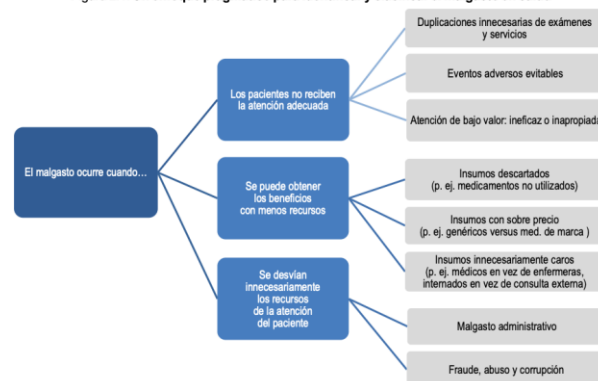 Duplicaciones innecesarias de exámenes
y servicios
Los pacientes no reciben
la atención adecuada
Eventos adversos evitables
Atención de bajo valor: ineficaz o inapropiada
El malgasto ocurre cuando...
Se puede obtener
los beneficios
con menos recursos
Insumos descartados
(p. ej. medicamentos no utilizados)
Insumos con sobre precio
(p. ej. genéricos versus med. de marca )
Insumos innecesariamente caros
(p. ej. médicos en vez de enfermeras,
internados en vez de consulta externa)
Se desvían
innecesariamente
los recursos
de la atención
del paciente
Malgasto administrativo
Fraude, abuso y corrupción